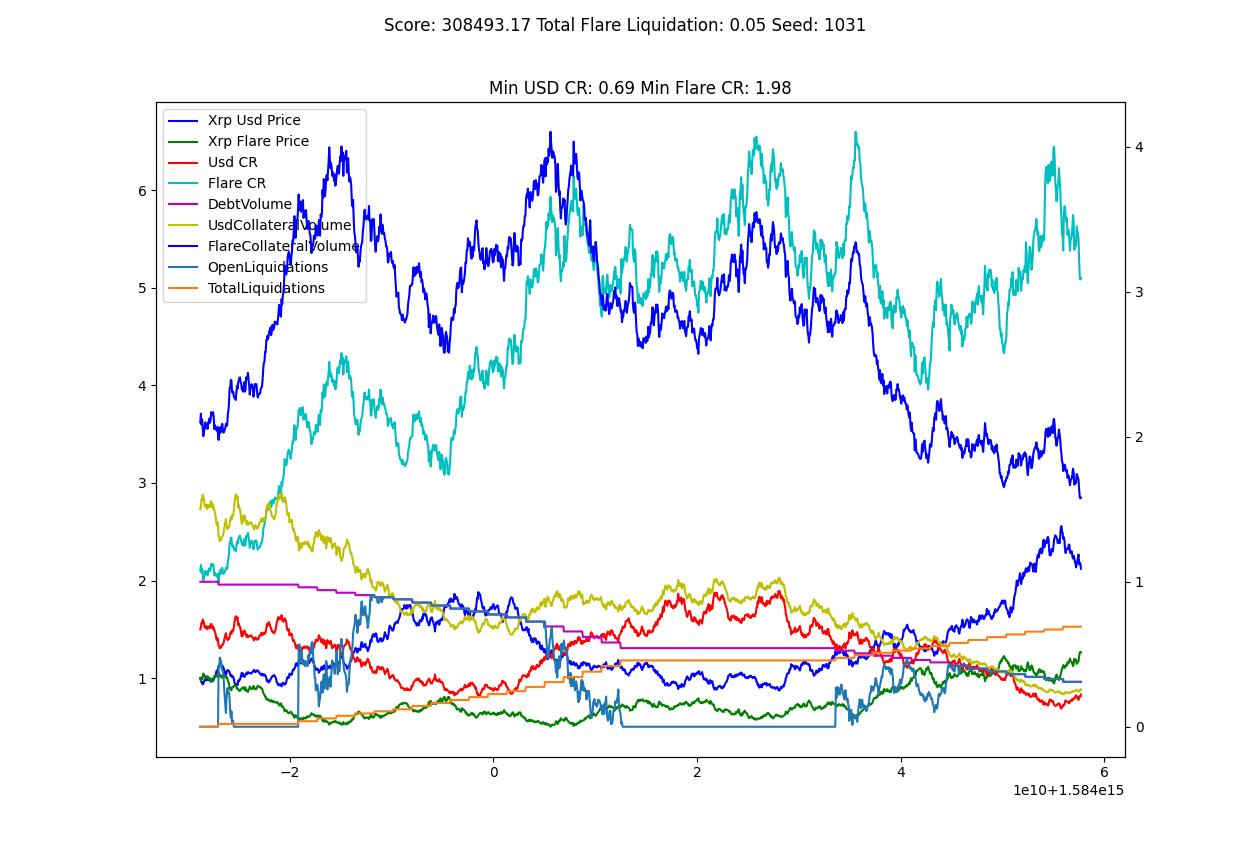 Score: 308493.17 Total Flare Liquidation: 0.05 Seed: 1031
Min USD CR: 0.69 Min Flare CR: 1.98
Xrp Usd Price
Xrp Flare Price
Usd CR
Flare CR
DebtVolume
UsdCollateralVolume
FlareCollateralVolume
OpenLiquidations
TotalLiquidations
6
5
4
3
2
1
4
3
2
1
0
−2
0
2
4
6
1e10+1.584e15